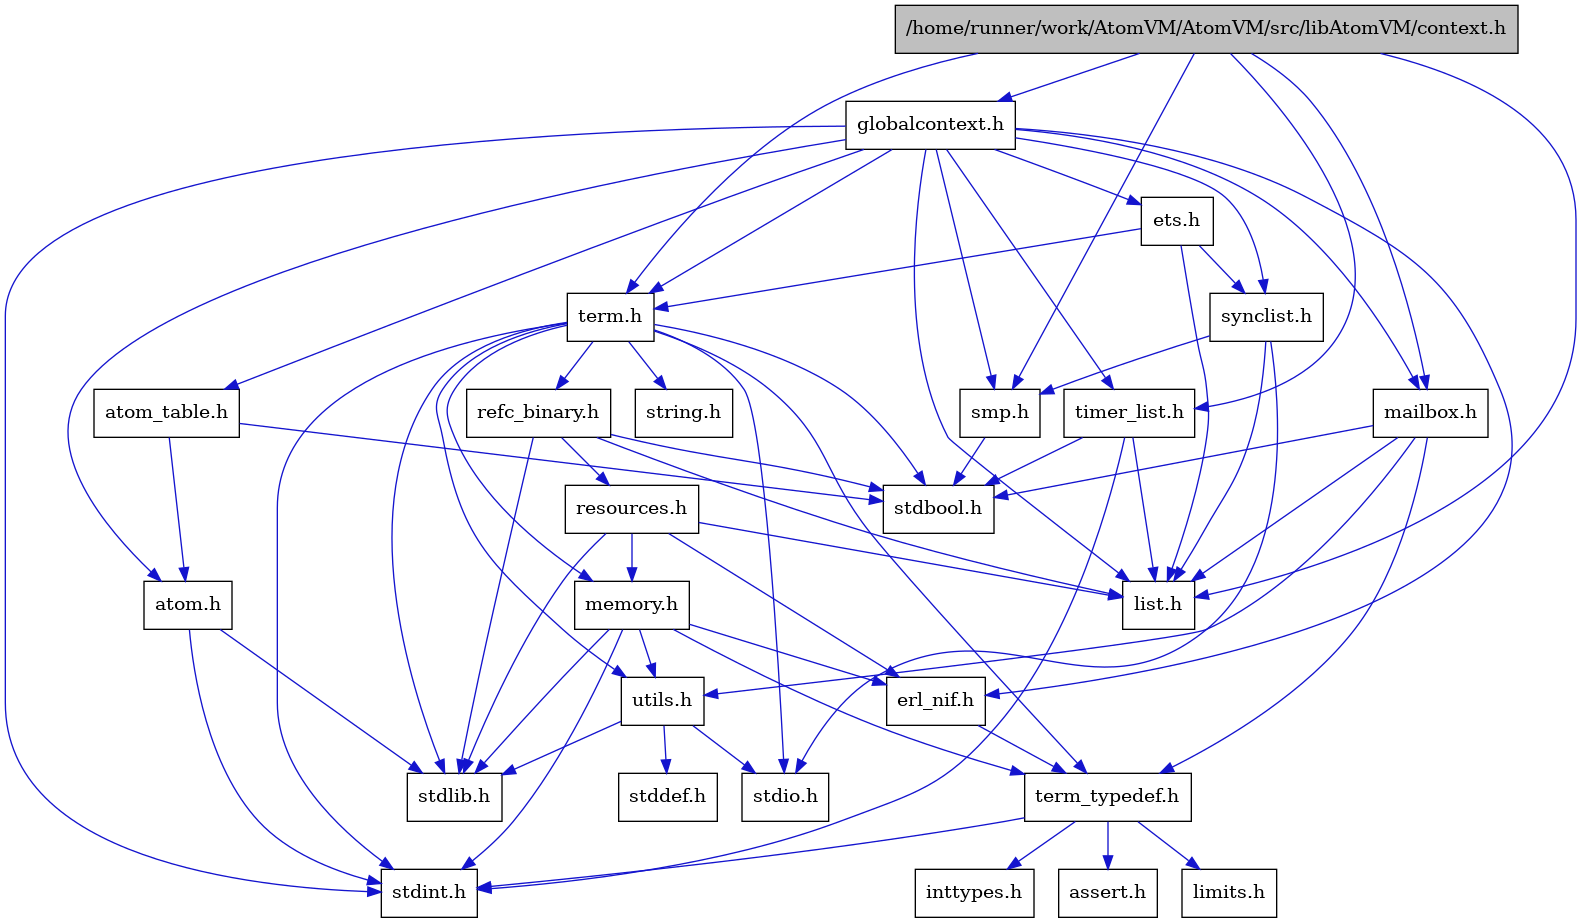 /home/runner/work/AtomVM/AtomVM/src/libAtomVM/context.h
globalcontext.h
ets.h
term.h
synclist.h
atom_table.h
refc_binary.h
string.h
smp.h
timer_list.h
mailbox.h
resources.h
stdbool.h
atom.h
memory.h
list.h
utils.h
erl_nif.h
stdlib.h
stddef.h
stdio.h
term_typedef.h
stdint.h
inttypes.h
assert.h
limits.h